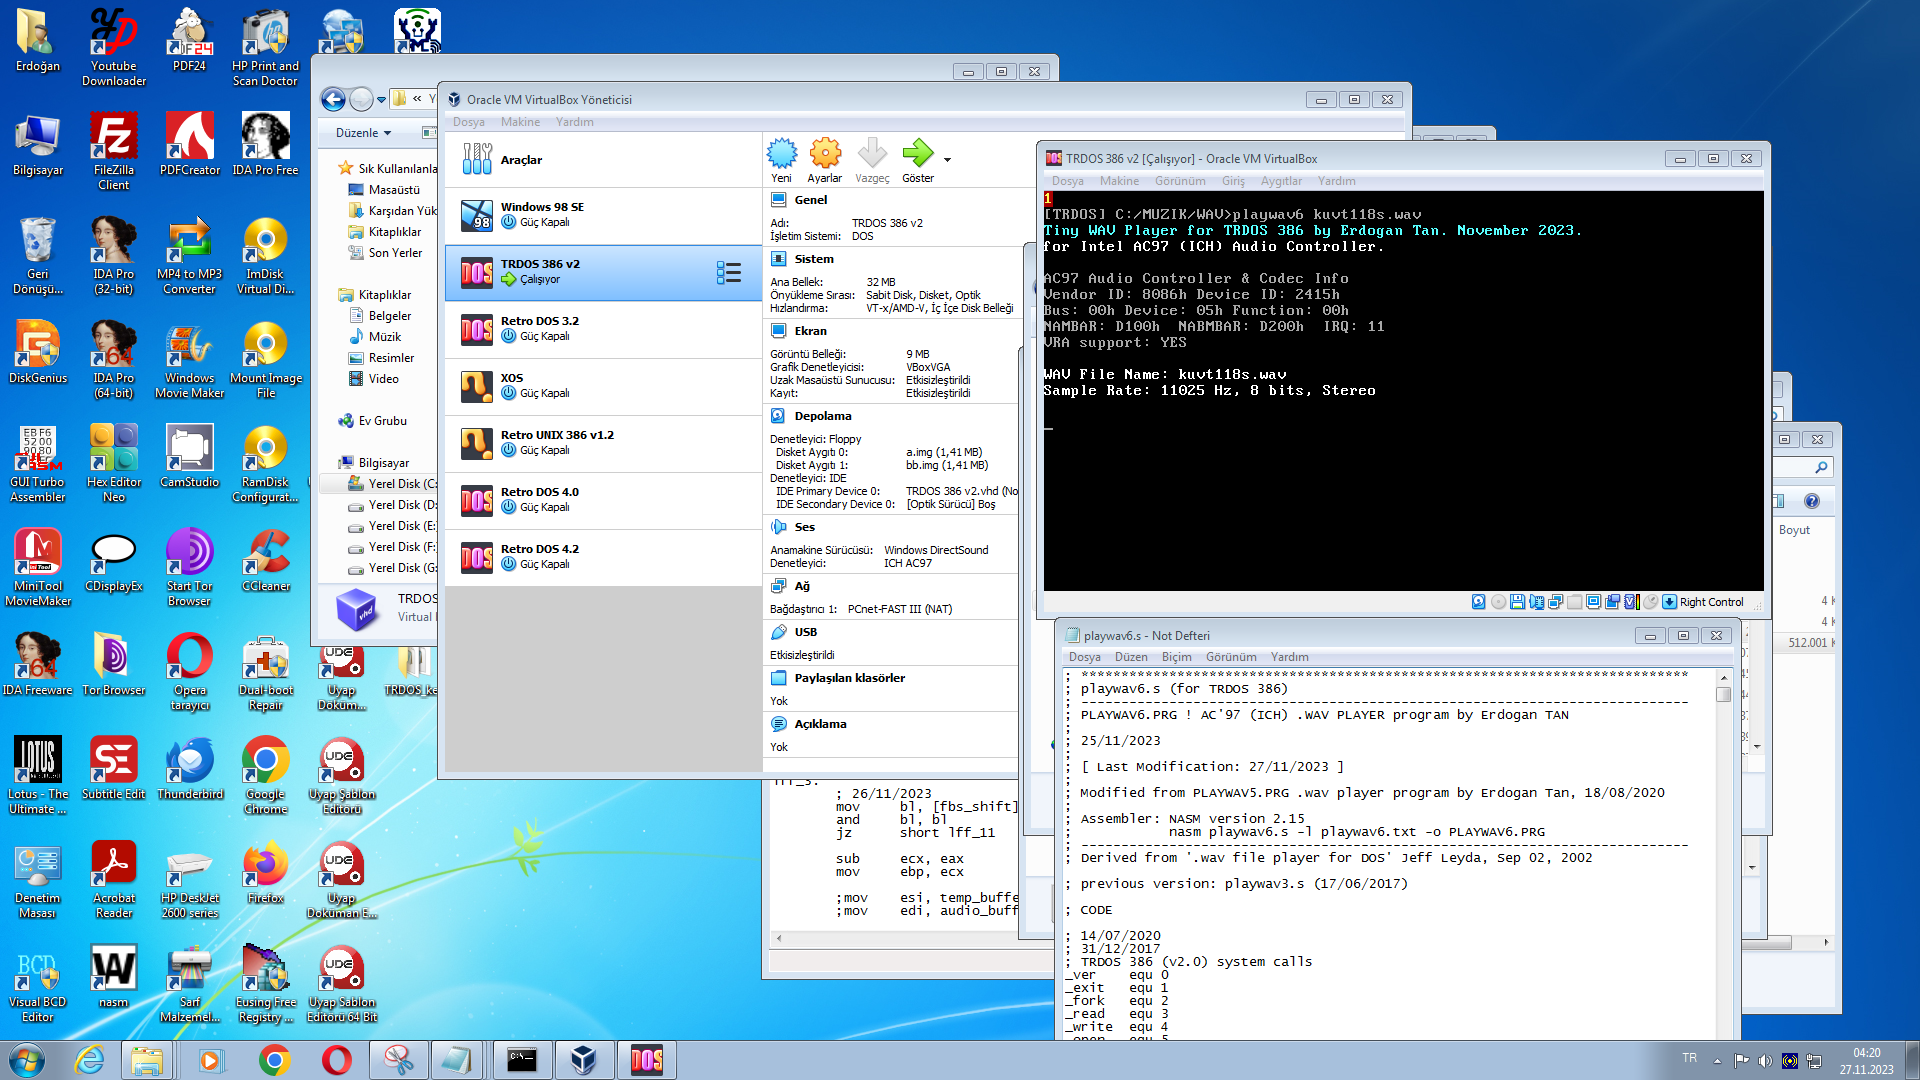 Erdoğan
Youtube
Downloader
PDF24
HP Print and
Scan Doctor
Bilgisayar
FileZilla
Client
PDFCreator
IDA Pro Free
Geri
Dönüşü...
IDA Pro
(32-bit)
MP4 to MP3
Converter
ImDisk
Virtual Di...
DiskGenius
IDA Pro
(64-bit)
Windows
Movie Maker
Mount Image
File
GUI Turbo
Assembler
Hex Editor
Neo
CamStudio
RamDisk
Configurat...
MiniTool
MovieMaker
CDisplayEx
Start Tor
Browser
CCleaner
IDA Freeware
Tor Browser
Opera
tarayıcı
Dual-boot
Repair
Uyap
Doküm...
TRDOS_ke
Lotus - The
Ultimate ...
Subtitle Edit
Thunderbird
Google
Chrome
Uyap Şablon
Editörü
Denetim
Masası
Acrobat
Reader
HP DeskJet
2600 series
Firefox
Uyap
Doküman E...
Visual BCD
Editor
nasm
Sarf
Malzemel...
Eusing Free
Registry ...
Uyap Şablon
Editörü 64 Bit
Düzenle
Sık Kullanılanla
Masaüstü
Karşıdan Yük
Kitaplıklar
Son Yerler
Kitaplıklar
Belgeler
Müzik
Resimler
Video
Ev Grubu
Bilgisayar
Yerel Disk (C:
Yerel Disk (D:
Yerel Disk (E:
Yerel Disk (F:
Yerel Disk (G:
TRDOS
Virtual
Oracle VM VirtualBox Yöneticisi
Dosya Makine Yardım
Araçlar
Windows 98 SE
Güç Kapalı
TRDOS 386 v2
Çalışıyor
Retro DOS 3.2
Güç Kapalı
XOS
Güç Kapalı
Retro UNIX 386 v1.2
Güç Kapalı
Retro DOS 4.0
Güç Kapalı
Retro DOS 4.2
Güç Kapalı
Yeni Ayarlar Vazgeç Göster
Genel
Adı: TRDOS 386 v2
İşletim Sistemi: DOS
Sistem
Ana Bellek: 32 MB
Önyükleme Sırası: Sabit Disk, Disket, Optik
Hızlandırma: VT-x/AMD-V, İç İçe Disk Belleği
Ekran
Görüntü Belleği: 9 MB
Grafik Denetleyicisi: VBoxVGA
Uzak Masaüstü Sunucusu: Etkisizleştirildi
Kayıt: Etkisizleştirildi
Depolama
Denetleyici: Floppy
Disket Aygıtı 0: a.img (1,41 MB)
Disket Aygıtı 1: bb.img (1,41 MB)
Denetleyici: IDE
IDE Primary Device 0: TRDOS 386 v2.vhd (No
IDE Secondary Device 0: [Optik Sürücü] Boş
Ses
Anamakine Sürücüsü: Windows DirectSound
Denetleyici: ICH AC97
Ağ
Bağdaştırıcı 1: PCnet-FAST III (NAT)
USB
Etkisizleştirildi
Paylaşılan klasörler
Yok
Açıklama
Yok
; 26/11/2023
mov bl, [fbs_shift]
and bl, bl
jz short lff_11
sub ecx, eax
mov ebp, ecx
;mov esi, temp_buffe
;mov edi, audio_buff
TRDOS 386 v2 [Çalışıyor] - Oracle VM VirtualBox
Dosya Makine Görünüm Giriş Aygıtlar Yardım
1
[TRDOS] C:/MUZIK/WAV>playwav6 kuvt118s.wav
Tiny WAV Player for TRDOS 386 by Erdogan Tan. November 2023.
for Intel AC97 (ICH) Audio Controller.
AC97 Audio Controller & Codec Info
Vendor ID: 8086h Device ID: 2415h
Bus: 00h Device: 05h Function: 00h
NAMBAR: D100h NABMBAR: D200h IRQ: 11
VRA support: YES
WAV File Name: kuvt118s.wav
Sample Rate: 11025 Hz, 8 bits, Stereo
Right Control
Boyut
4 K
4 K
512.001 K
playwav6.s - Not Defteri
Dosya Düzen Biçim Görünüm Yardım
; ****************************************************************************
; playwav6.s (for TRDOS 386)
; ----------------------------------------------------------------------------
; PLAYWAV6.PRG ! AC'97 (ICH) .WAV PLAYER program by Erdogan TAN
;
; 25/11/2023
;
; [ Last Modification: 27/11/2023 ]
;
; Modified from PLAYWAV5.PRG .wav player program by Erdogan Tan, 18/08/2020
;
; Assembler: NASM version 2.15
; nasm playwav6.s -l playwav6.txt -o PLAYWAV6.PRG
; ----------------------------------------------------------------------------
; Derived from '.wav file player for DOS' Jeff Leyda, Sep 02, 2002
; previous version: playwav3.s (17/06/2017)
; CODE
; 14/07/2020
; 31/12/2017
; TRDOS 386 (v2.0) system calls
_ver equ 0
_exit equ 1
_fork equ 2
_read equ 3
_write equ 4
_open equ 5
TR
04:20
27.11.2023